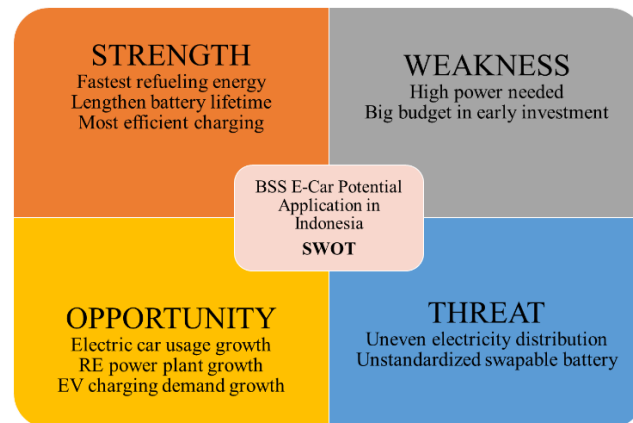 STRENGTH
Fastest refueling energy
Lengthen battery lifetime
Most efficient charging
WEAKNESS
High power needed
Big budget in early investment
BSS E-Car Potential
Application in
Indonesia
SWOT
OPPORTUNITY
Electric car usage growth
RE power plant growth
EV charging demand growth
THREAT
Uneven electricity distribution
Unstandardized swapable battery